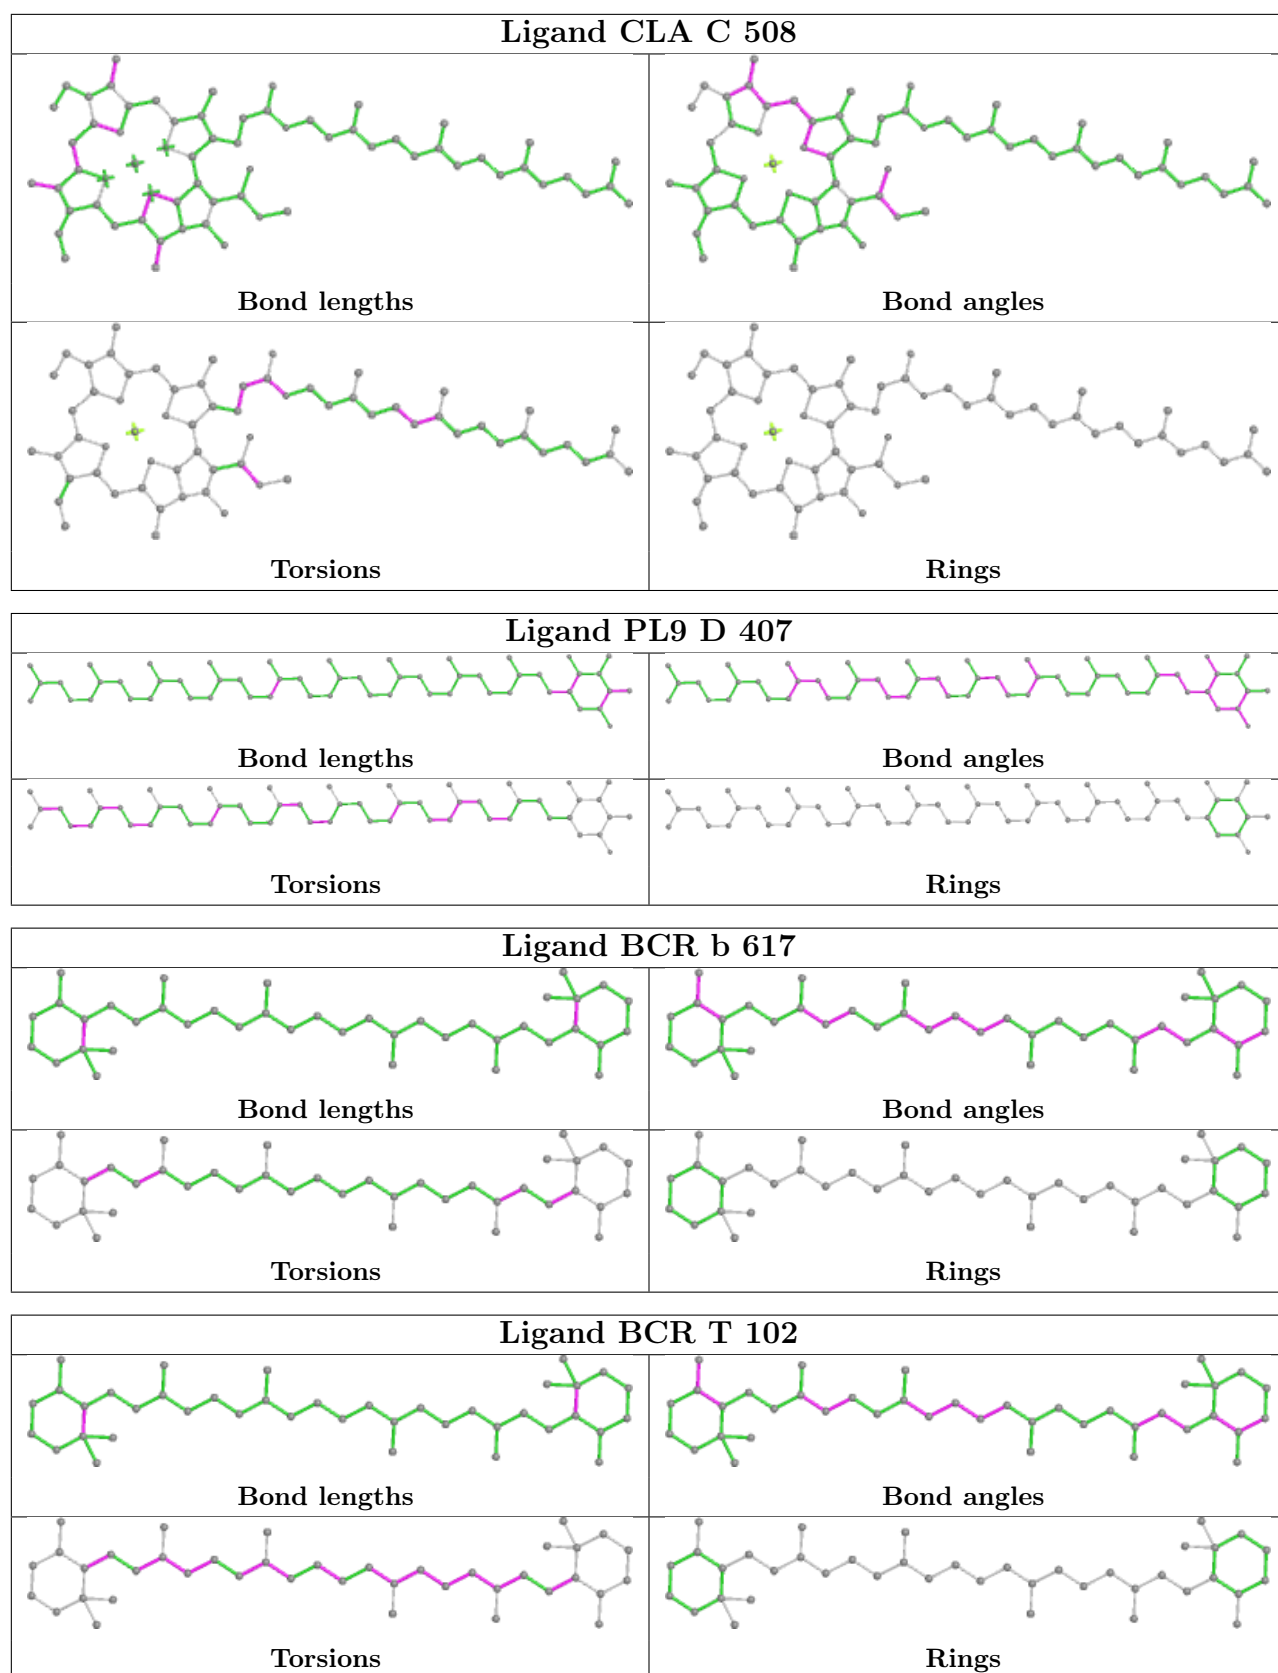 Ligand CLA C 508
Bond lengths
Bond angles
Torsions
Rings
Ligand PL9 D 407
Bond lengths
Bond angles
Torsions
Rings
Ligand BCR b 617
Bond lengths
Bond angles
Torsions
Rings
Ligand BCR T 102
Bond lengths
Bond angles
Torsions
Rings